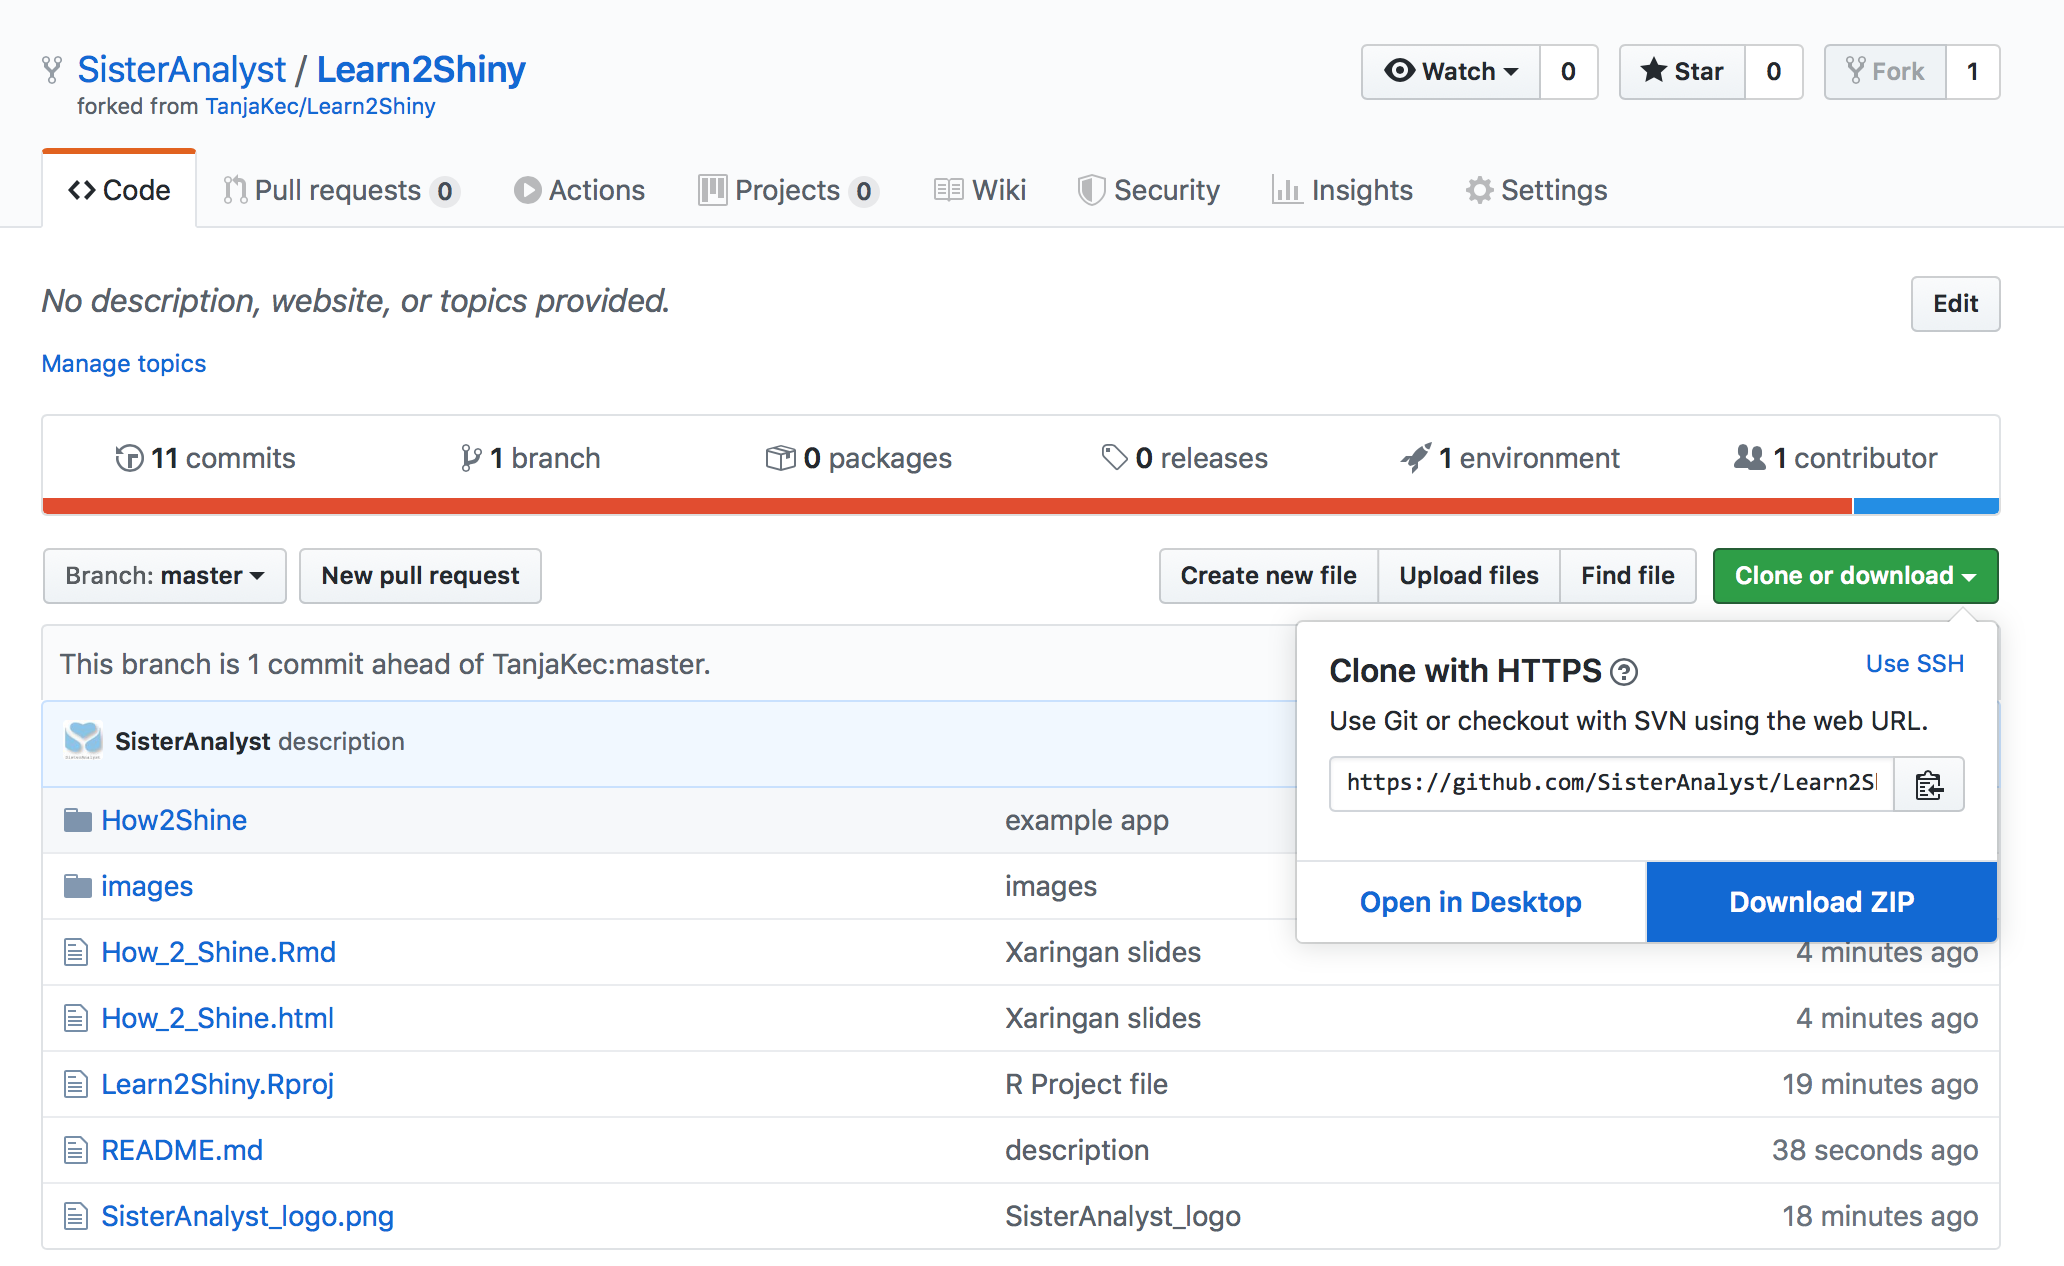 SisterAnalyst / Learn2Shiny
forked from TanjaKec/Learn2Shiny
Watch 0 Star 0 Fork 1
Code Pull requests 0 Actions Projects 0 Wiki Security Insights Settings
No description, website, or topics provided.
Edit
Manage topics
11 commits 1 branch 0 packages 0 releases 1 environment 1 contributor
Branch: master New pull request Create new file Upload files Find file Clone or download
This branch is 1 commit ahead of TanjaKec:master.
SisterAnalyst description
Clone with HTTPS ?
Use SSH
Use Git or checkout with SVN using the web URL.
https://github.com/SisterAnalyst/Learn2S
Open in Desktop Download ZIP
How2Shine example app
images images
How_2_Shine.Rmd Xaringan slides 4 minutes ago
How_2_Shine.html Xaringan slides 4 minutes ago
Learn2Shiny.Rproj R Project file 19 minutes ago
README.md description 38 seconds ago
SisterAnalyst_logo.png SisterAnalyst_logo 18 minutes ago